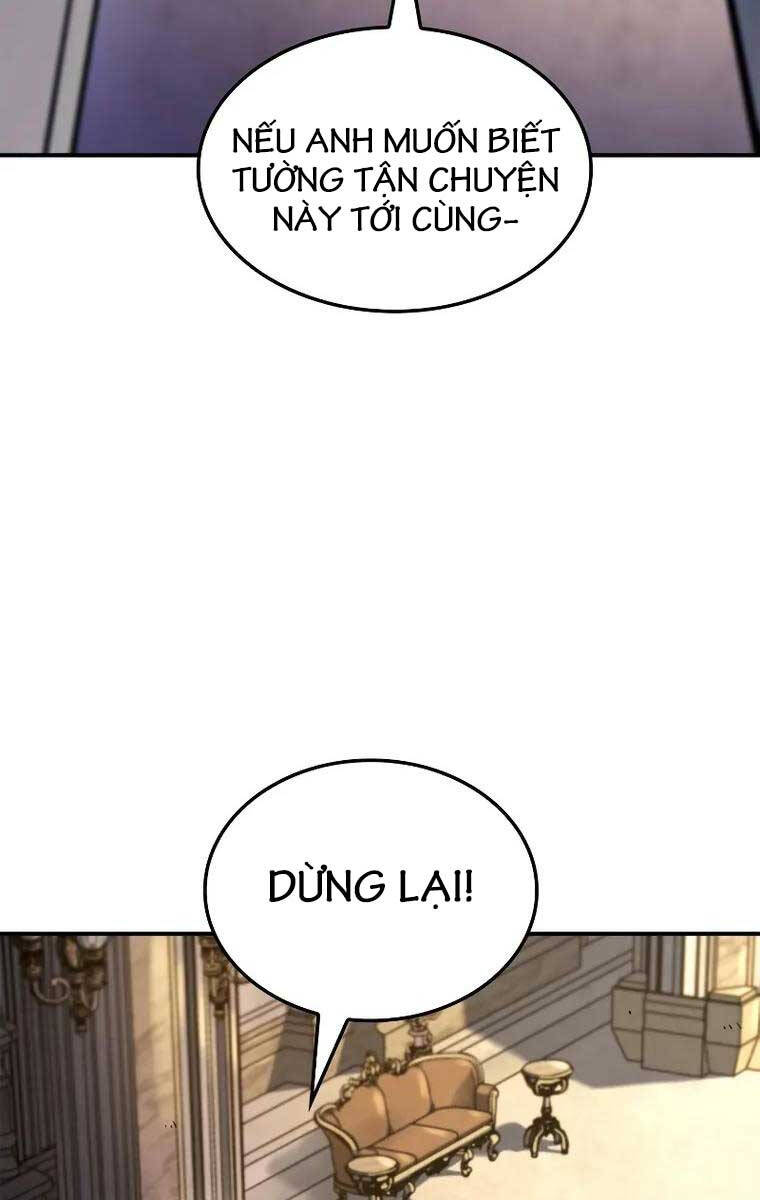 NẾU ANH MUỐN BIẾT
TƯỜNG TẬN CHUYỆN
NÀY TỚI CÙNG-
DỪNG LẠI!